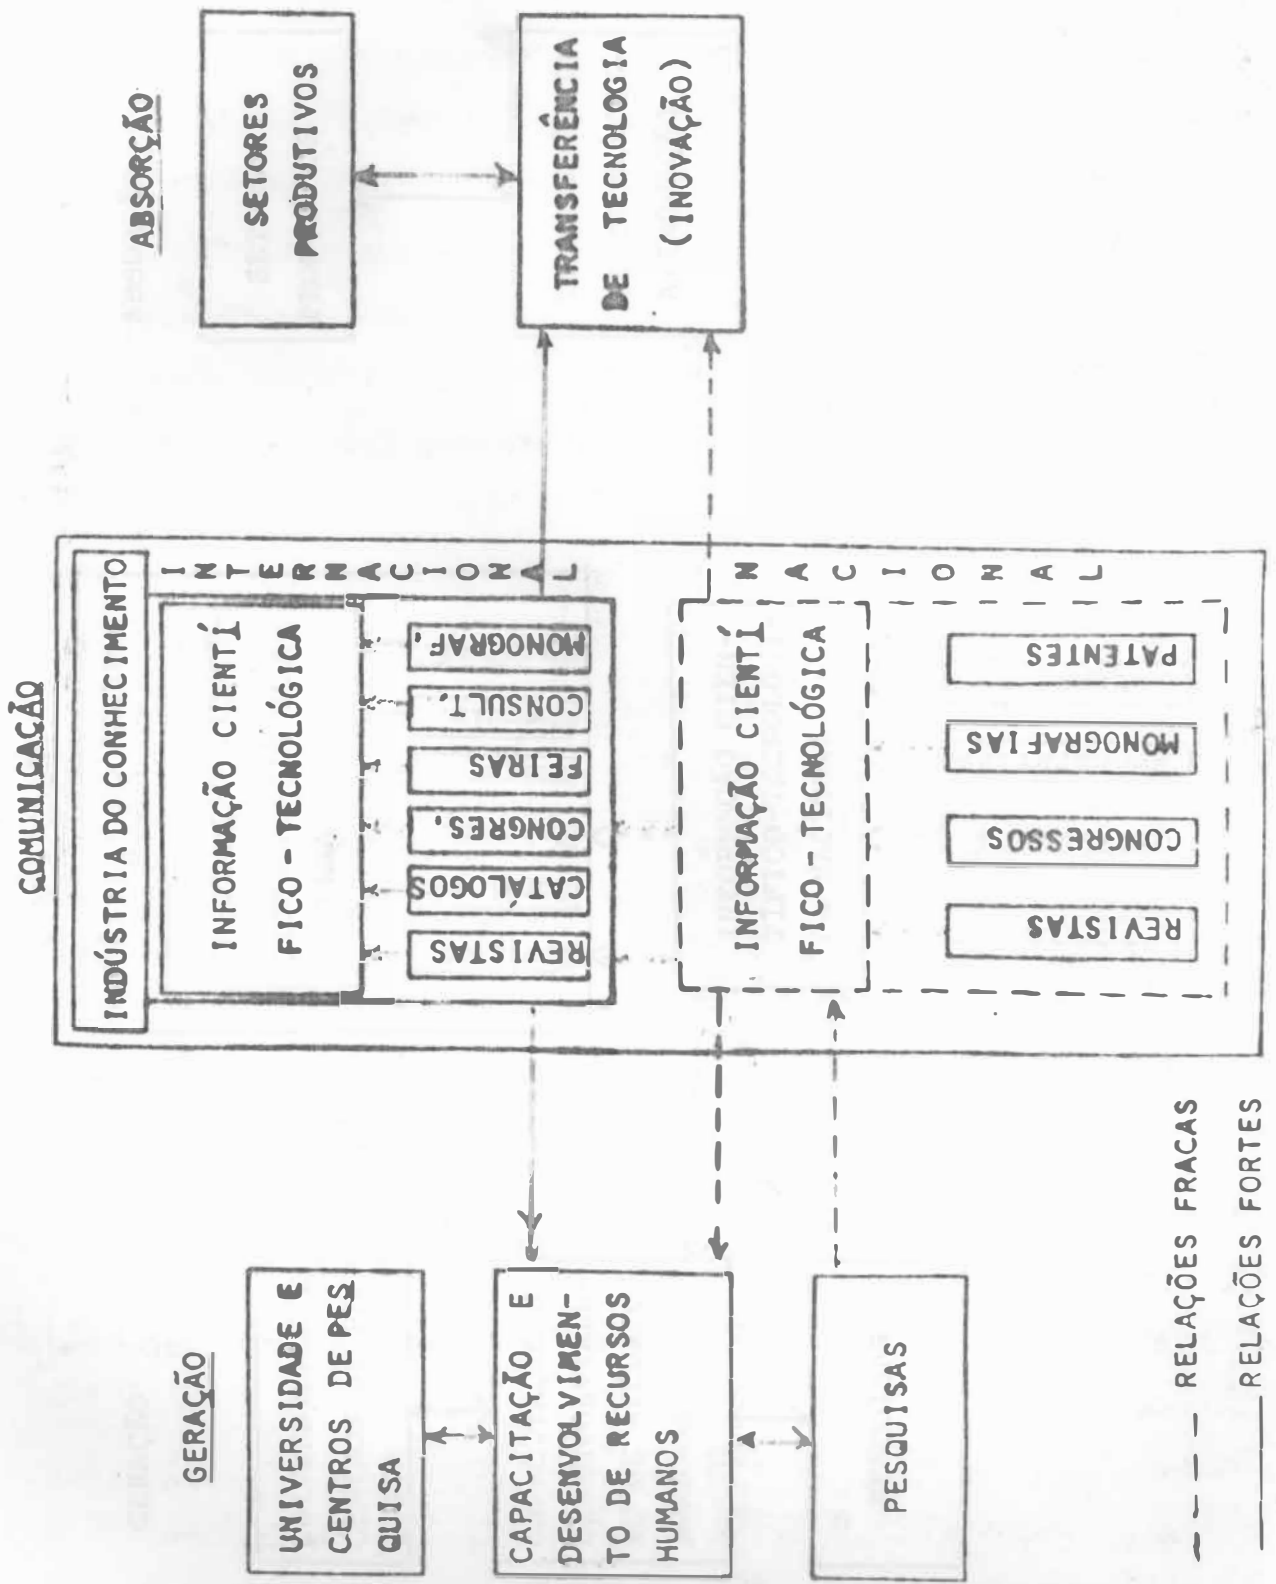 GERAÇÃO
UNIVERSIDADE E
CENTROS DE PES
QUISA
CAPACITAÇÃO E
DESENVOLVIMEN-
TO DE RECURSOS
HUMANOS
PESQUISAS
COMUNICAÇÃO
INDÚSTRIA DO CONHECIMENTO
INTERNACIONAL
INFORMAÇÃO CIENTÍ
FICO-TECNOLÓGICA
REVISTAS
CATÁLOGOS
CONGRES.
FEIRAS
CONSULT.
MONOGRAF.
NACIONAL
INFORMAÇÃO CIENTÍ
FICO-TECNOLÓGICA
REVISTAS
CONGRESSOS
MONOGRAFIAS
PATENTES
ABSORÇÃO
SETORES
PRODUTIVOS
TRANSFERÊNCIA
DE TECNOLOGIA
(INOVAÇÃO)
RELAÇÕES FRACAS
RELAÇÕES FORTES